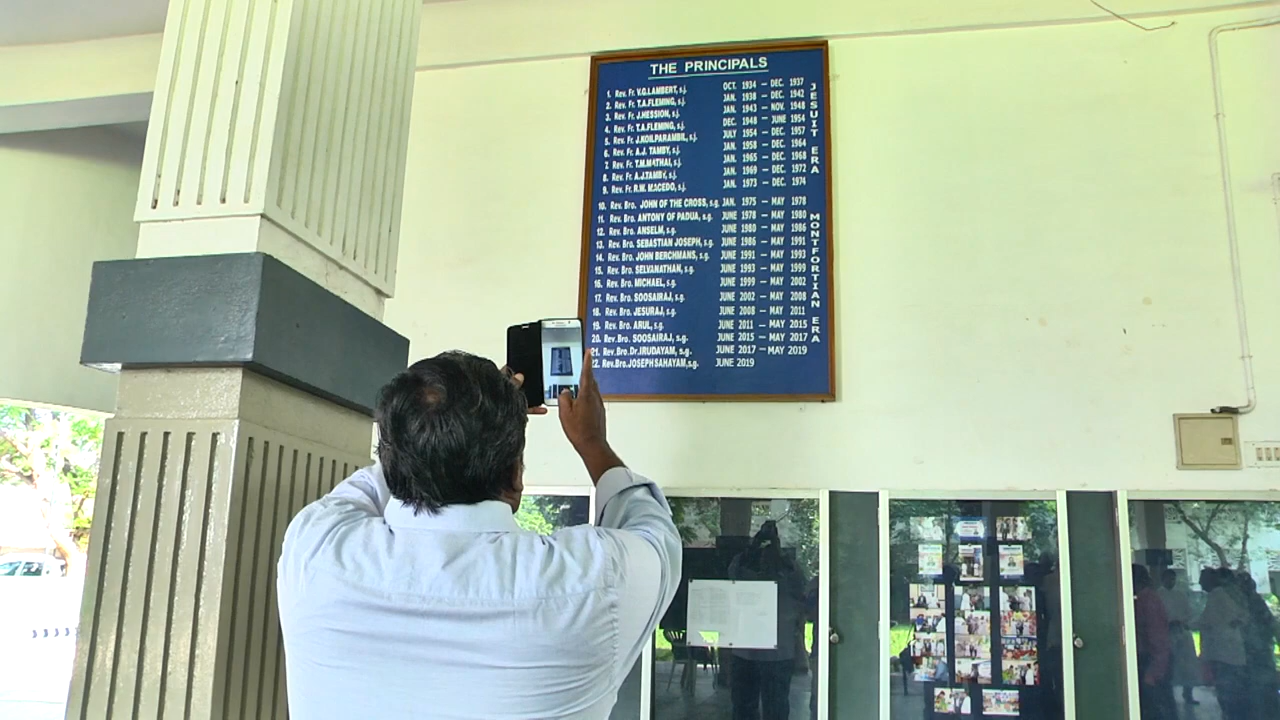 THE PRINCIPALS
1. Rev. Fr. V.G.LAMBERT, s.j. OCT. 1934 — DEC. 1937
2. Rev. Fr. T.A.FLEMING, s.j. JAN. 1938 — DEC. 1942
3. Rev. Fr. J.HESSION, s.j. JAN. 1943 — NOV. 1948
4. Rev. Fr. T.A.FLEMING, s.j. DEC. 1948 — JUNE 1954
5. Rev. Fr. J.KOILPARAMBIL, s.j. JULY 1954 — DEC. 1957
6. Rev. Fr. A.J. TAMBY, s.j. JAN. 1958 — DEC. 1964
7. Rev. Fr. T.M.MATHAI, s.j. JAN. 1965 — DEC. 1968
8. Rev. Fr. A.J.TAMBY, s.j. JAN. 1969 — DEC. 1972
9. Rev. Fr. R.W. MACEDO, s.j. JAN. 1973 — DEC. 1974
JESUIT ERA
10. Rev. Bro. JOHN OF THE CROSS, s.g. JAN. 1975 — MAY 1978
11. Rev. Bro. ANTONY OF PADUA, s.g. JUNE 1978 — MAY 1980
12. Rev. Bro. ANSELM, s.g. JUNE 1980 — MAY 1986
13. Rev. Bro. SEBASTIAN JOSEPH, s.g. JUNE 1986 — MAY 1991
14. Rev. Bro. JOHN BERCHMANS, s.g. JUNE 1991 — MAY 1993
15. Rev. Bro. SELVANATHAN, s.g. JUNE 1993 — MAY 1999
16. Rev. Bro. MICHAEL, s.g. JUNE 1999 — MAY 2002
17. Rev. Bro. SOOSAIRAJ, s.g. JUNE 2002 — MAY 2008
18. Rev. Bro. JESURAJ, s.g. JUNE 2008 — MAY 2011
19. Rev. Bro. ARUL, s.g. JUNE 2011 — MAY 2015
20. Rev. Bro. SOOSAIRAJ, s.g. JUNE 2015 — MAY 2017
21. Rev.Bro.Dr.IRUDAYAM, s.g. JUNE 2017 — MAY 2019
22. Rev.Bro.JOSEPH SAHAYAM, s.g. JUNE 2019
MONTFORTIAN ERA